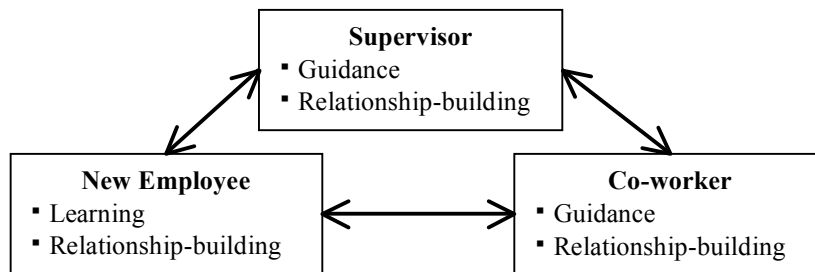 Supervisor
▪ Guidance
▪ Relationship-building
New Employee
▪ Learning
▪ Relationship-building
Co-worker
▪ Guidance
▪ Relationship-building